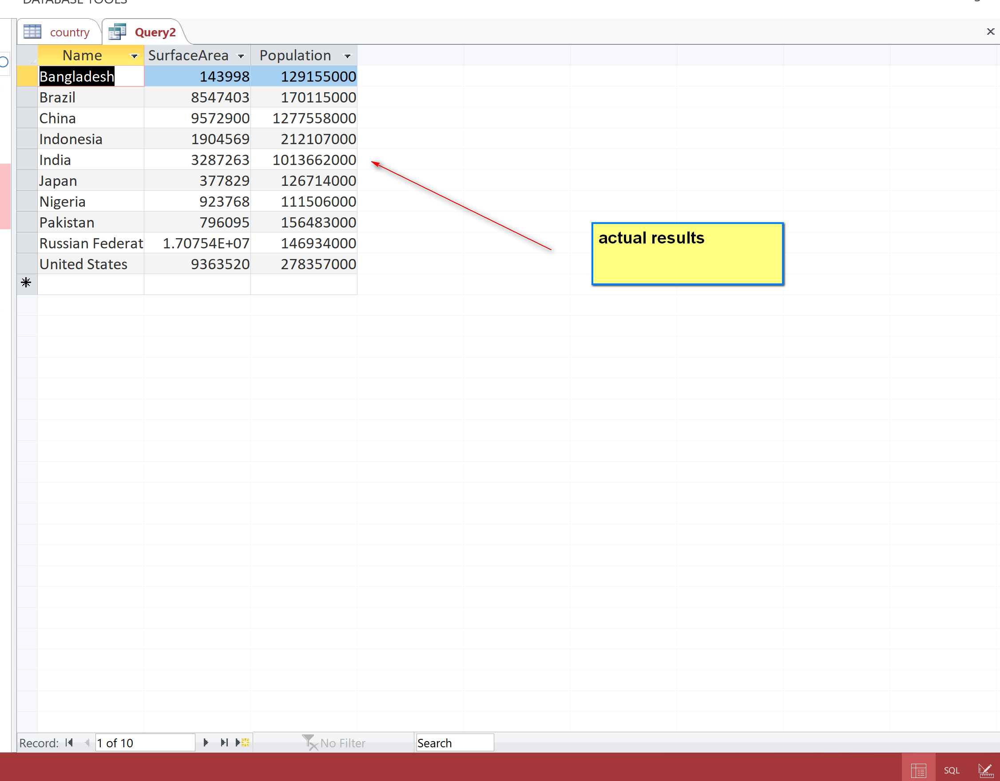 DATABASE TOOLS
country Query2
Name SurfaceArea Population
Bangladesh 143998 129155000
Brazil 8547403 170115000
China 9572900 1277558000
Indonesia 1904569 212107000
India 3287263 1013662000
Japan 377829 126714000
Nigeria 923768 111506000
Pakistan 796095 156483000
actual results
Russian Federat 1.70754E+07 146934000
United States 9363520 278357000
Record: 1 of 10 No Filter Search
SQL